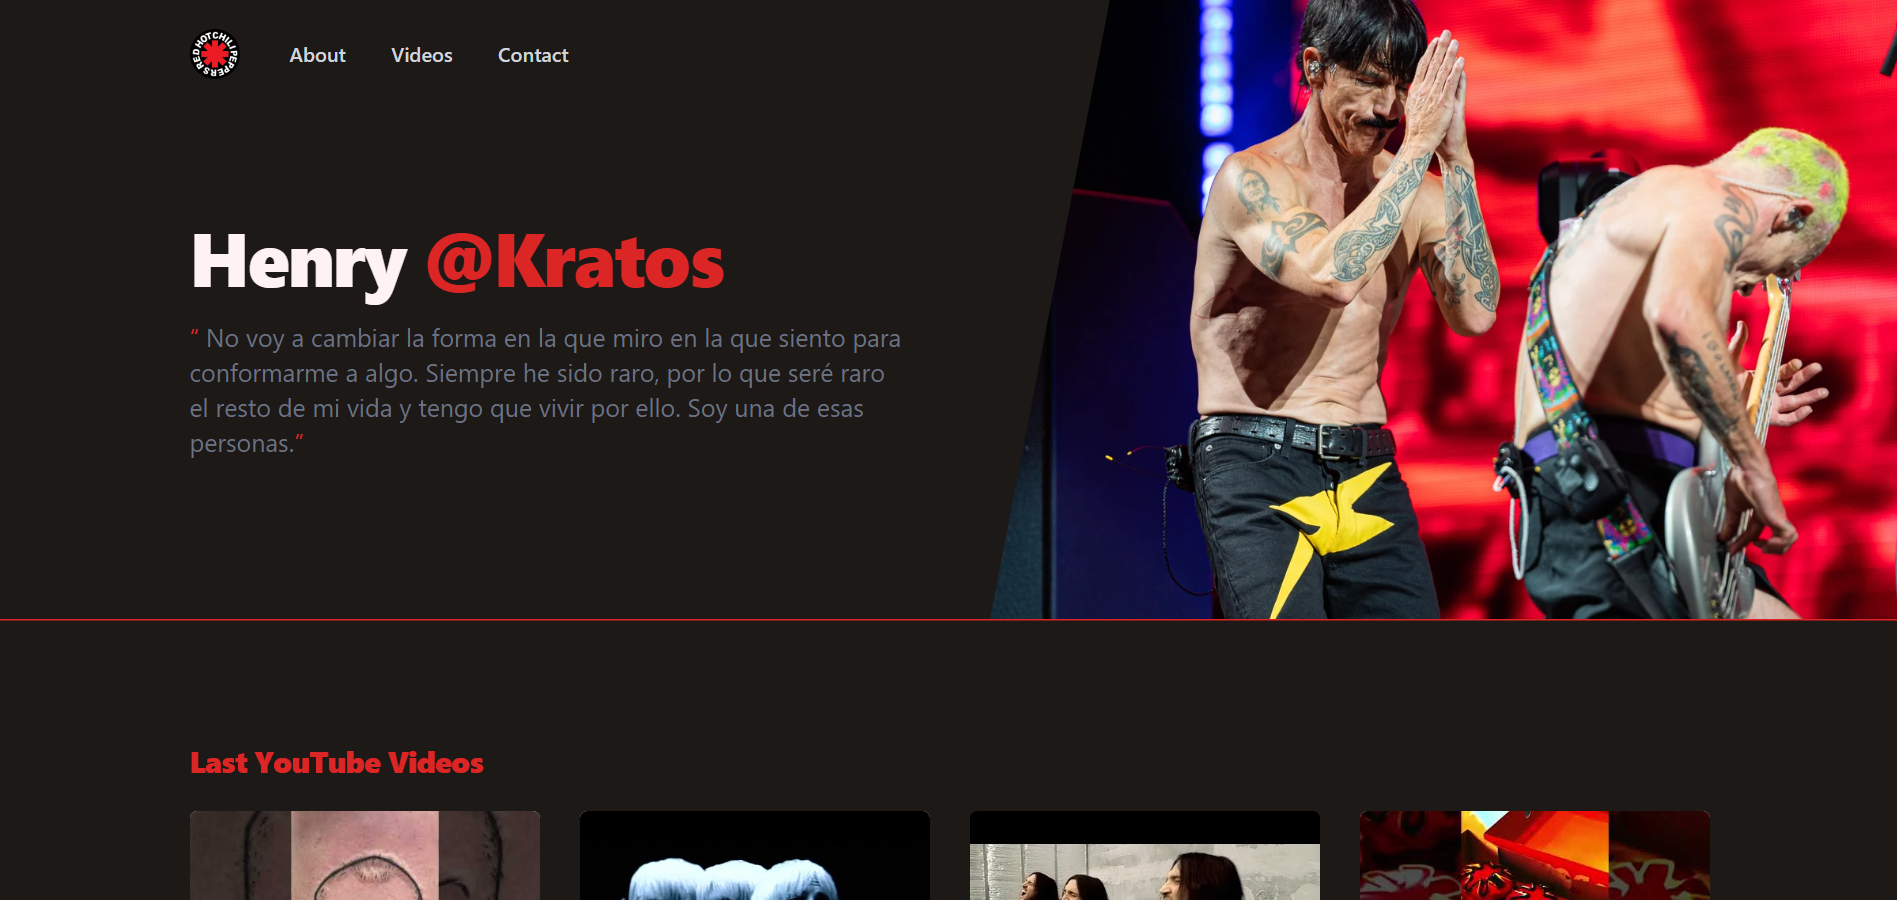 RED HOT CHILI PEPPERS
About
Videos
Contact
Henry @Kratos
“ No voy a cambiar la forma en la que miro en la que siento para
conformarme a algo. Siempre he sido raro, por lo que seré raro
el resto de mi vida y tengo que vivir por ello. Soy una de esas
personas.”
Last YouTube Videos